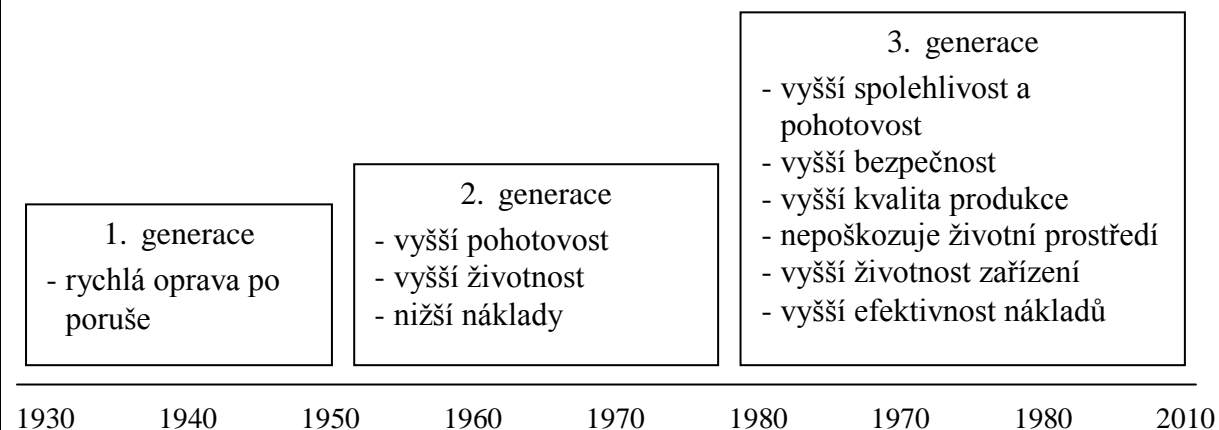 1. generace
- rychlá oprava po
poruše
2. generace
- vyšší pohotovost
- vyšší životnost
- nižší náklady
3. generace
- vyšší spolehlivost a
pohotovost
- vyšší bezpečnost
- vyšší kvalita produkce
- nepoškozuje životní prostředí
- vyšší životnost zařízení
- vyšší efektivnost nákladů
1930 1940 1950 1960 1970 1980 1970 1980 2010